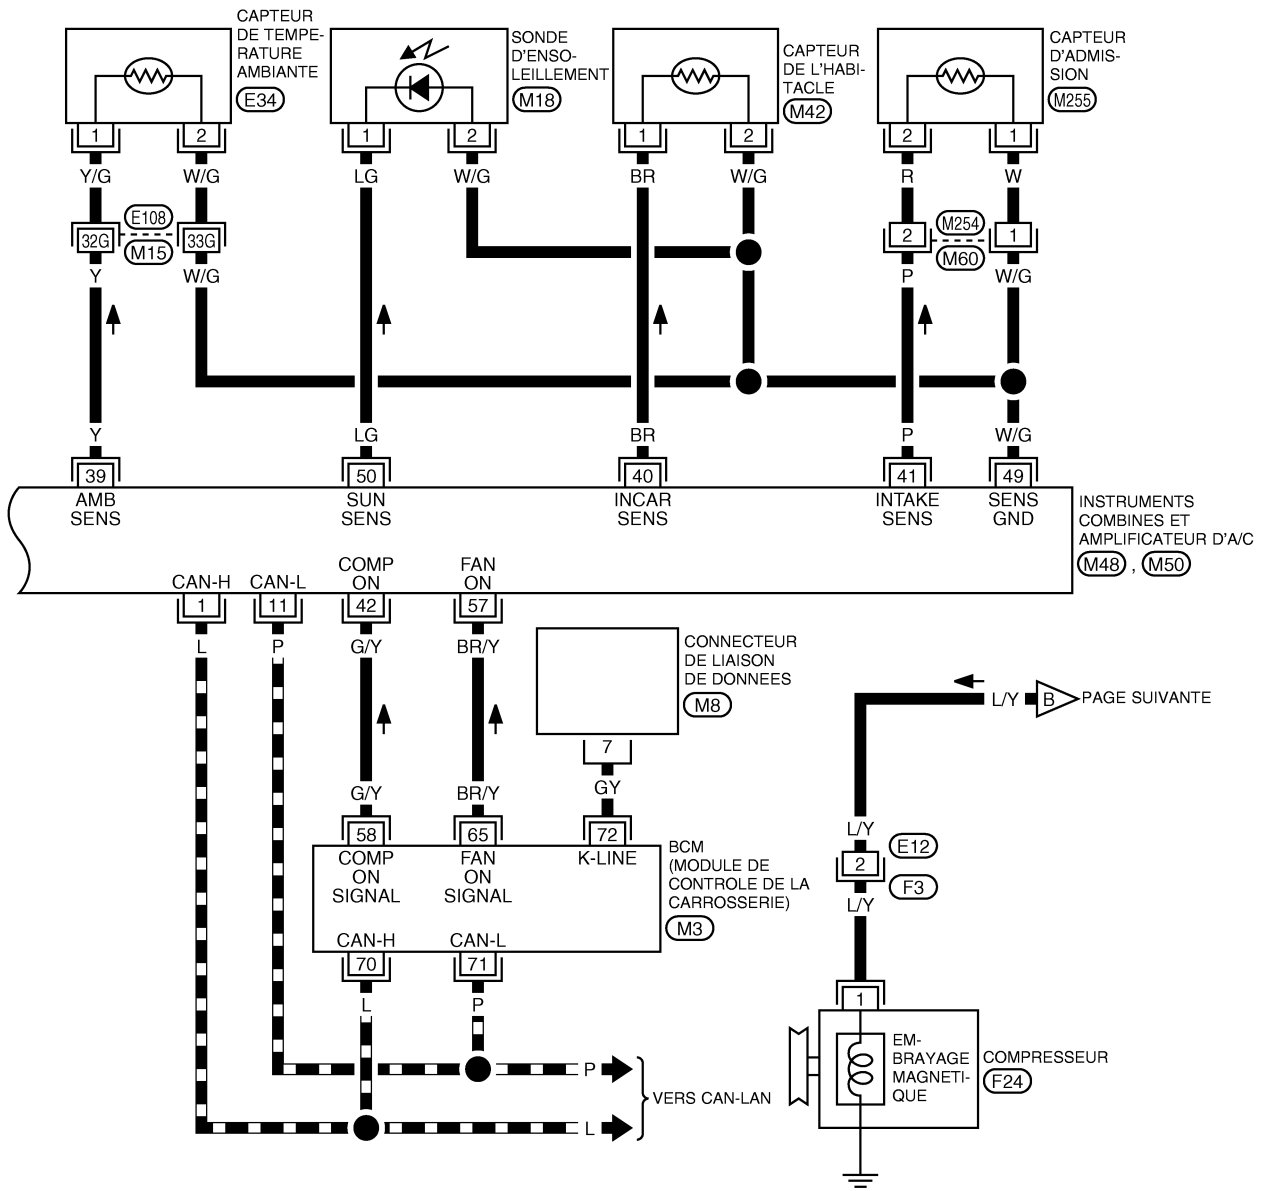 CAPTEUR
DE TEMPE-
RATURE
AMBIANTE
E34
SONDE
D'ENSO-
LEILLEMENT
M18
CAPTEUR
DE L'HABI-
TACLE
M42
CAPTEUR
D'ADMIS-
SION
M255
1 2 1 2 1 2 2 1
Y/G W/G LG W/G BR W/G R W
E108 M254
32G 33G 2 1
M15 M60
Y W/G P W/G
Y LG BR P W/G
39 50 40 41 49
AMB
SENS
SUN
SENS
INCAR
SENS
INTAKE
SENS
SENS
GND
INSTRUMENTS
COMBINES ET
AMPLIFICATEUR D'A/C
M48 , M50
CAN-H CAN-L
COMP
ON
FAN
ON
1 11 42 57
L P G/Y BR/Y
CONNECTEUR
DE LIAISON
DE DONNEES
M8
7
GY
L/Y B PAGE SUIVANTE
G/Y BR/Y
58 65 72
COMP
ON
SIGNAL
FAN
ON
SIGNAL
K-LINE
BCM
(MODULE DE
CONTROLE DE LA
CARROSSERIE)
M3
CAN-H CAN-L
70 71
L P
L/Y
E12
2
F3
L/Y
1
EM-
BRAYAGE
MAGNETI-
QUE
COMPRESSEUR
F24
P
VERS CAN-LAN
L